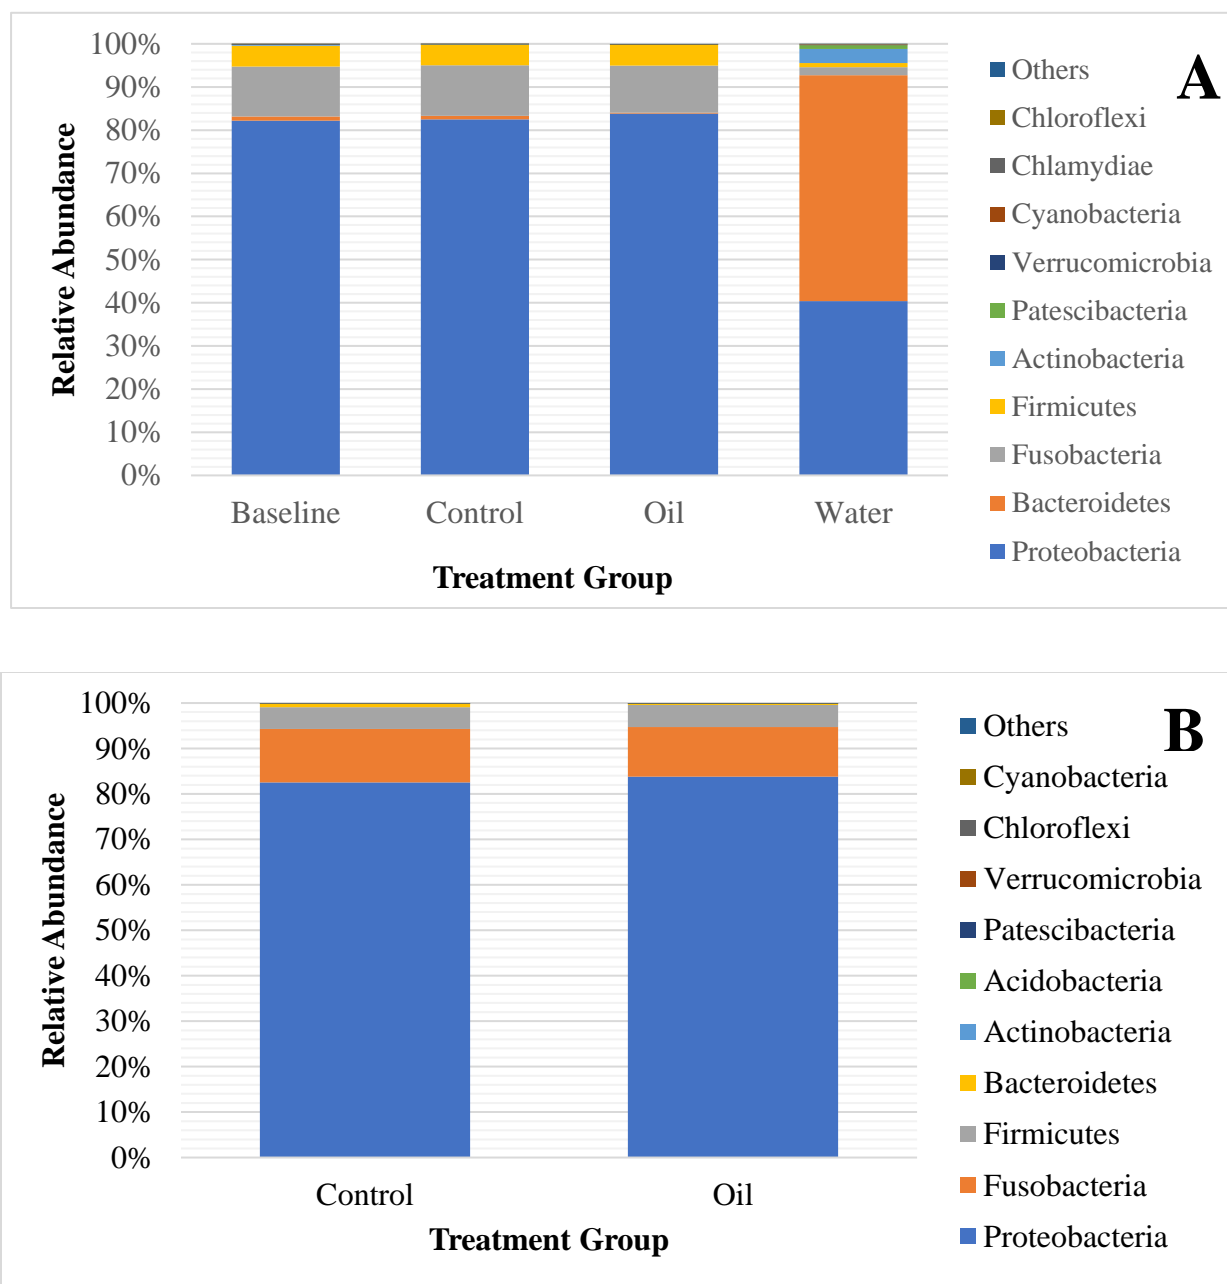 A
Relative Abundance
100%
90%
80%
70%
60%
50%
40%
30%
20%
10%
0%
Baseline
Control
Oil
Water
Treatment Group
Others
Chloroflexi
Chlamydiae
Cyanobacteria
Verrucomicrobia
Patescibacteria
Actinobacteria
Firmicutes
Fusobacteria
Bacteroidetes
Proteobacteria
B
Relative Abundance
100%
90%
80%
70%
60%
50%
40%
30%
20%
10%
0%
Control
Oil
Treatment Group
Others
Cyanobacteria
Chloroflexi
Verrucomicrobia
Patescibacteria
Acidobacteria
Actinobacteria
Bacteroidetes
Firmicutes
Fusobacteria
Proteobacteria